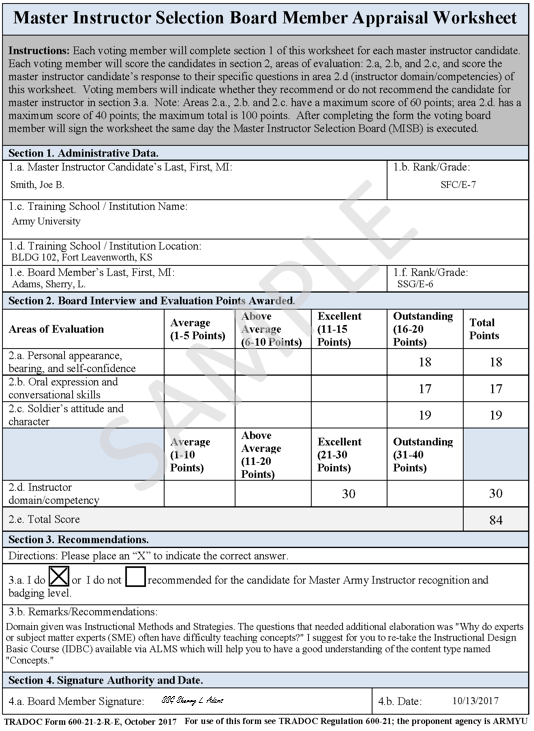 Master Instructor Selection Board Member Appraisal Worksheet
Instructions: Each voting member will complete section 1 of this worksheet for each master instructor candidate.
Each voting member will score the candidates in section 2, areas of evaluation: 2.a, 2.b, and 2.c, and score the
master instructor candidate's response to their specific questions in area 2.d (instructor domain/competencies) of
this worksheet.  Voting members will indicate whether they recommend or do not recommend the candidate for
master instructor in section 3.a.  Note: Areas 2.a., 2.b. and 2.c. have a maximum score of 60 points; area 2.d. has a
maximum score of 40 points; the maximum total is 100 points.  After completing the form the voting board
member will sign the worksheet the same day the Master Instructor Selection Board (MISB) is executed.
Section 1. Administrative Data.
1.a. Master Instructor Candidate's Last, First, MI: 1.b. Rank/Grade:
Smith, Joe B. SFC/E-7
1.c. Training School / Institution Name:
Army University
1.d. Training School / Institution Location:
BLDG 102, Fort Leavenworth, KS
1.e. Board Member's Last, First, MI: 1.f. Rank/Grade:
Adams, Sherry, L. SSG/E-6
Section 2. Board Interview and Evaluation Points Awarded.
Areas of Evaluation
Average
(1-5 Points)
Above
Average
(6-10 Points)
Excellent
(11-15
Points)
Outstanding
(16-20
Points)
Total
Points
2.a. Personal appearance,
bearing, and self-confidence
18 18
2.b. Oral expression and
conversational skills
17 17
2.c. Soldier's attitude and
character
19 19
Average
(1-10
Points)
Above
Average
(11-20
Points)
Excellent
(21-30
Points)
Outstanding
(31-40
Points)
2.d. Instructor
domain/competency
30 30
2.e. Total Score 84
Section 3. Recommendations.
Directions: Please place an "X" to indicate the correct answer.
3.a. I do X or  I do not recommended for the candidate for Master Army Instructor recognition and
badging level.
3.b. Remarks/Recommendations:
Domain given was Instructional Methods and Strategies. The questions that needed additional elaboration was "Why do experts
or subject matter experts (SME) often have difficulty teaching concepts?" I suggest for you to re-take the Instructional Design
Basic Course (IDBC) available via ALMS which will help you to have a good understanding of the content type named
"Concepts."
Section 4. Signature Authority and Date.
4.a. Board Member Signature: SSG Sherry L Adams 4.b. Date: 10/13/2017
TRADOC Form 600-21-2-R-E, October 2017 For use of this form see TRADOC Regulation 600-21; the proponent agency is ARMYU
SAMPLE